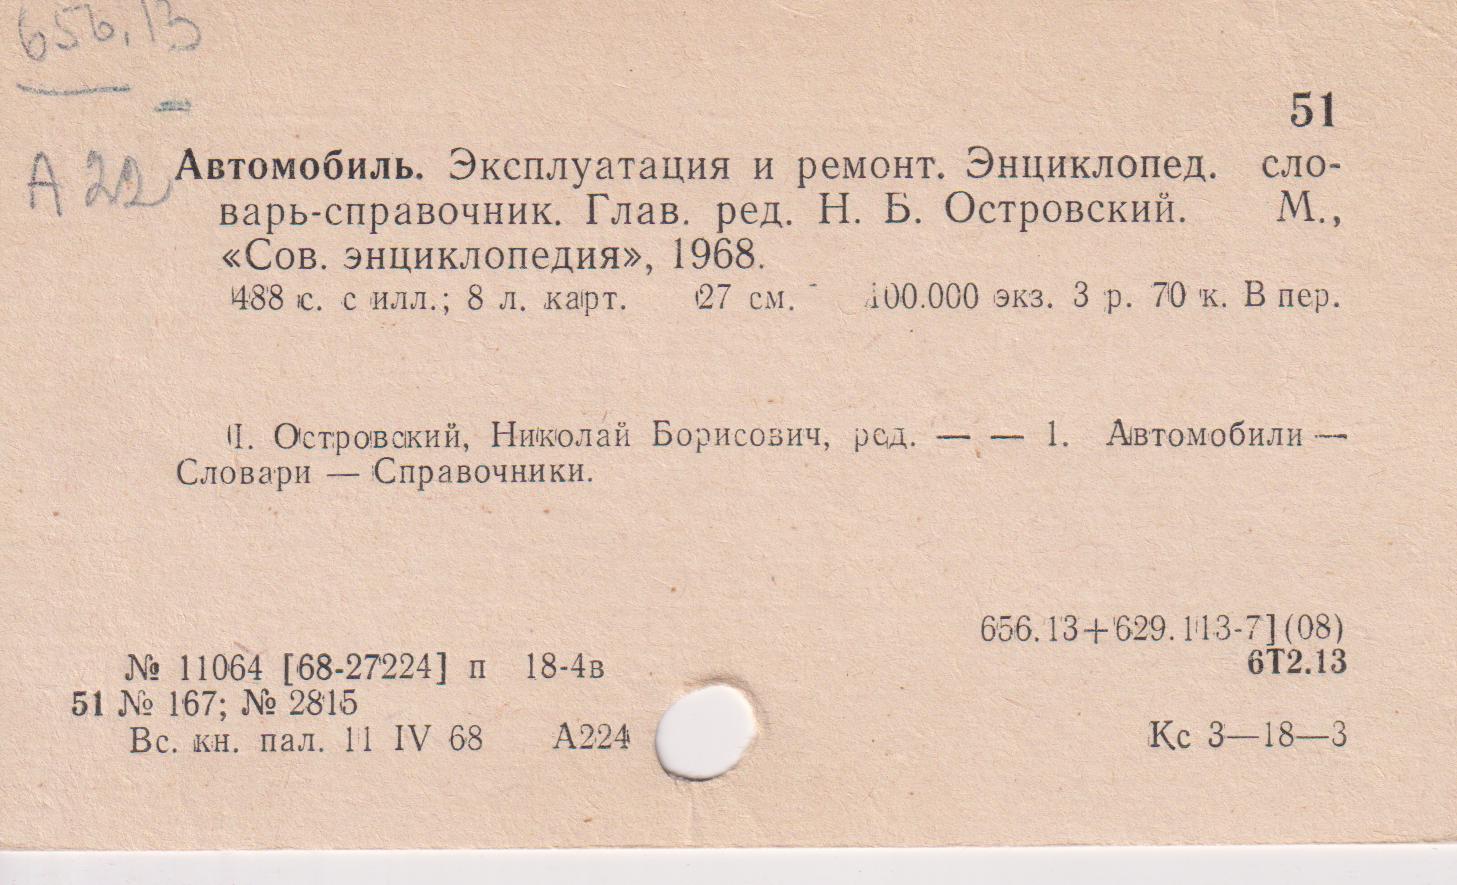 656.13
51
А 22
Автомобиль. Эксплуатация и ремонт. Энциклопед. сло-
варь-справочник. Глав. ред. Н. Б. Островский. М.,
«Сов. энциклопедия», 1968.
488 с. с илл.; 8 л. карт. 27 см. 100.000 экз. 3 р. 70 к. В пер.
I. Островский, Николай Борисович, ред. — — 1. Автомобили —
Словари — Справочники.
656.13+629.113-7](08)
№ 11064 [68-27224] п 18-4в
6Т2.13
51 № 167; № 2815
Вс. кн. пал. 11 IV 68 А224
Кс 3—18—3